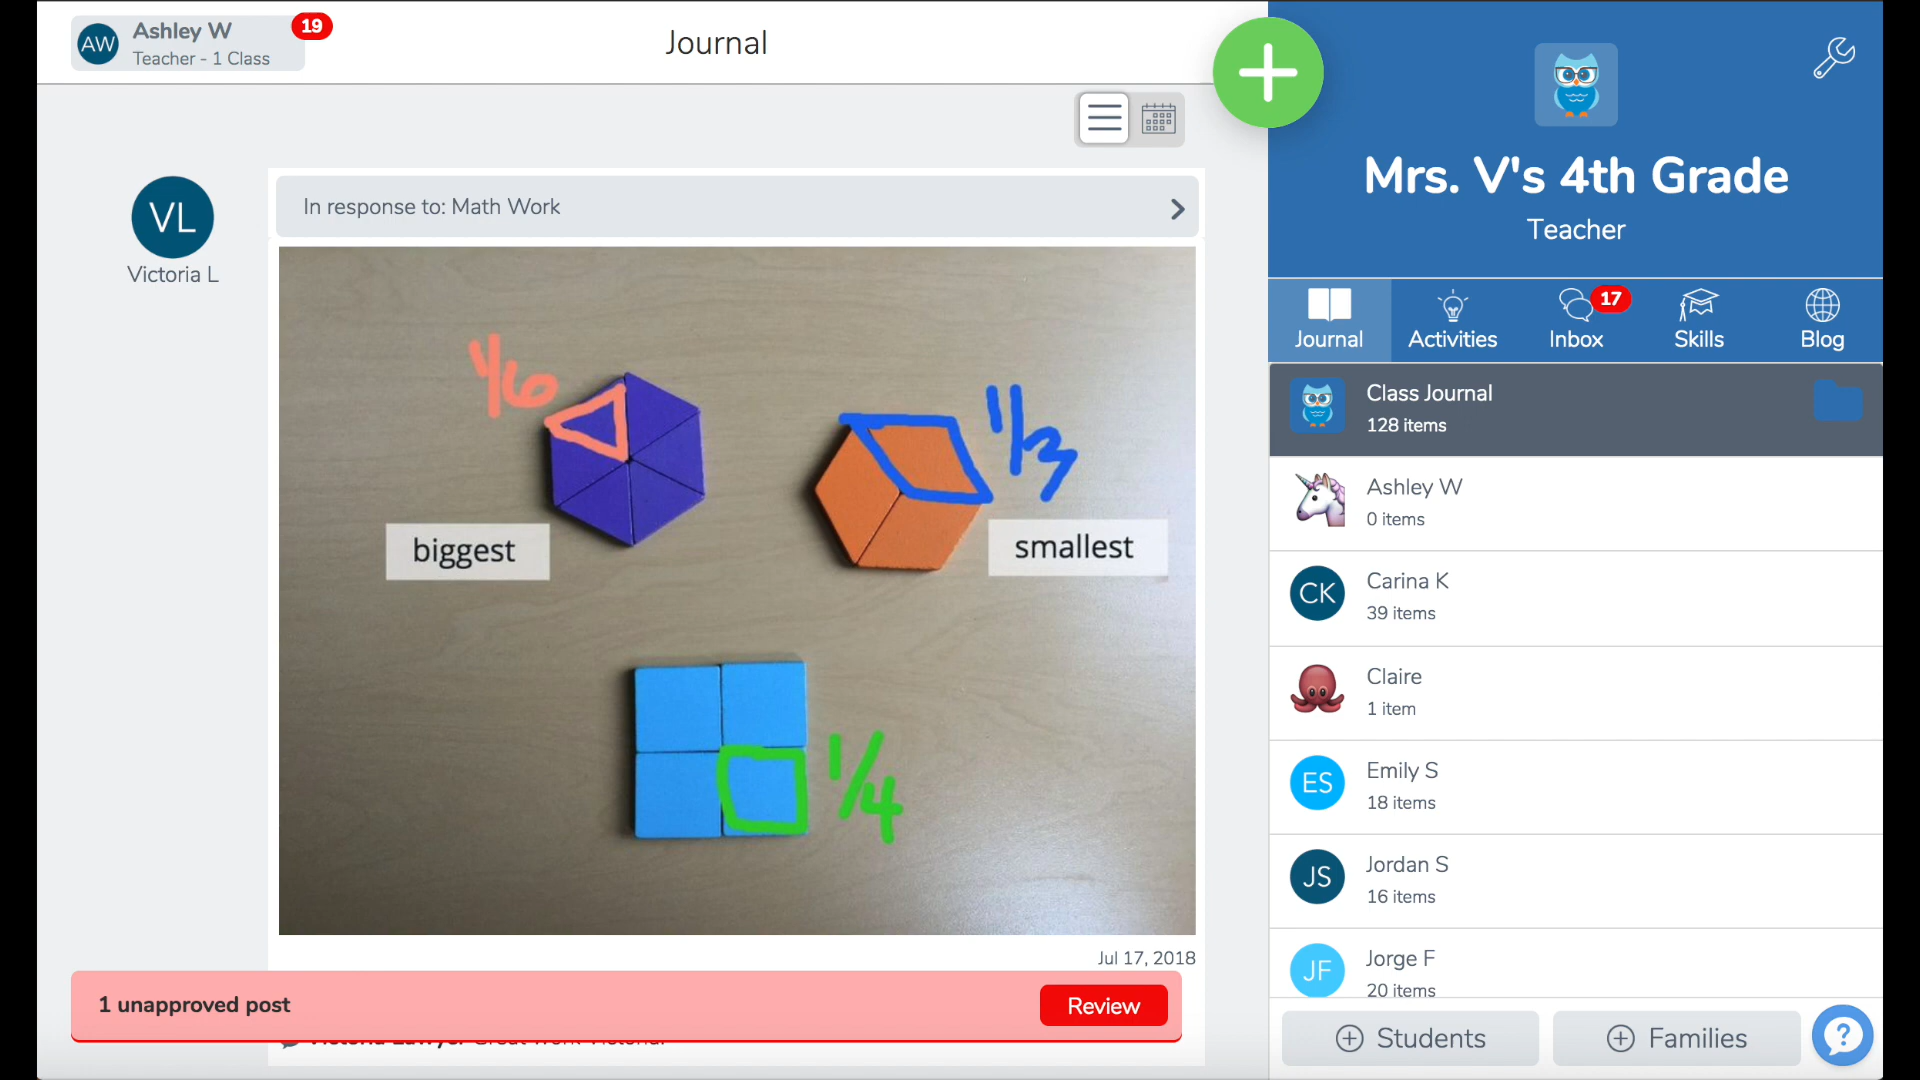 AW
Ashley W
Teacher - 1 Class
19
Journal
VL
Victoria L
In response to: Math Work
1/6
1/3
biggest
smallest
1/4
Jul 17, 2018
1 unapproved post
Review
Mrs. V's 4th Grade
Teacher
Journal
Activities
Inbox
17
Skills
Blog
Class Journal
128 items
Ashley W
0 items
CK
Carina K
39 items
Claire
1 item
ES
Emily S
18 items
JS
Jordan S
16 items
JF
Jorge F
20 items
Students
Families
?